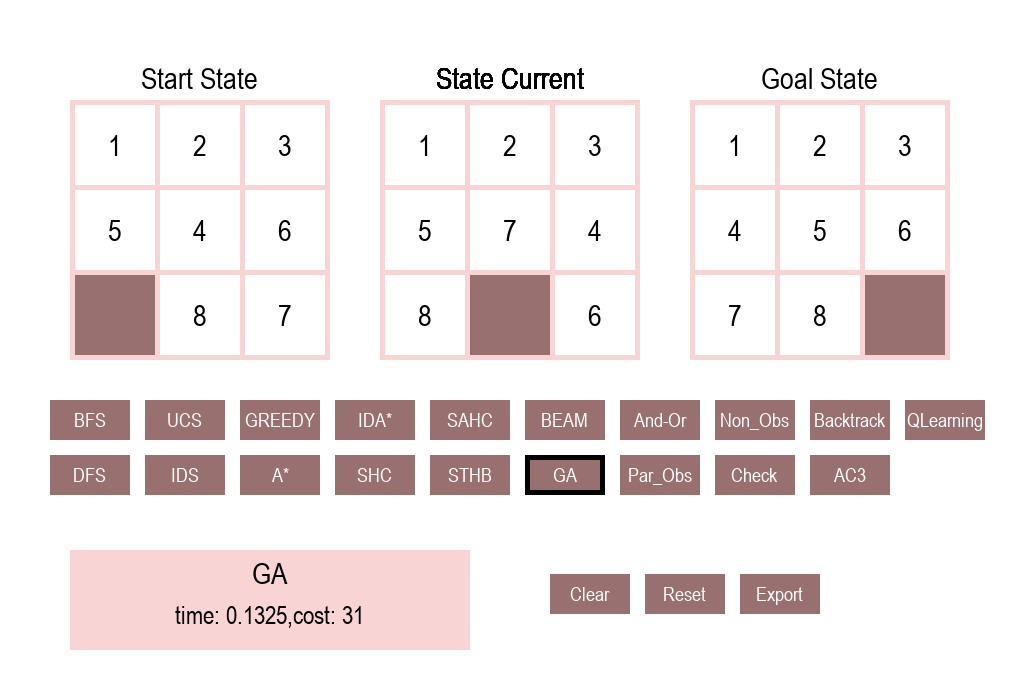 Start State State Current Goal State
1 2 3 1 2 3 1 2 3
5 4 6 5 7 4 4 5 6
8 7 8 6 7 8
BFS UCS GREEDY IDA* SAHC BEAM And-Or Non_Obs Backtrack QLearning
DFS IDS A* SHC STHB GA Par_Obs Check AC3
GA
time: 0.1325,cost: 31
Clear Reset Export